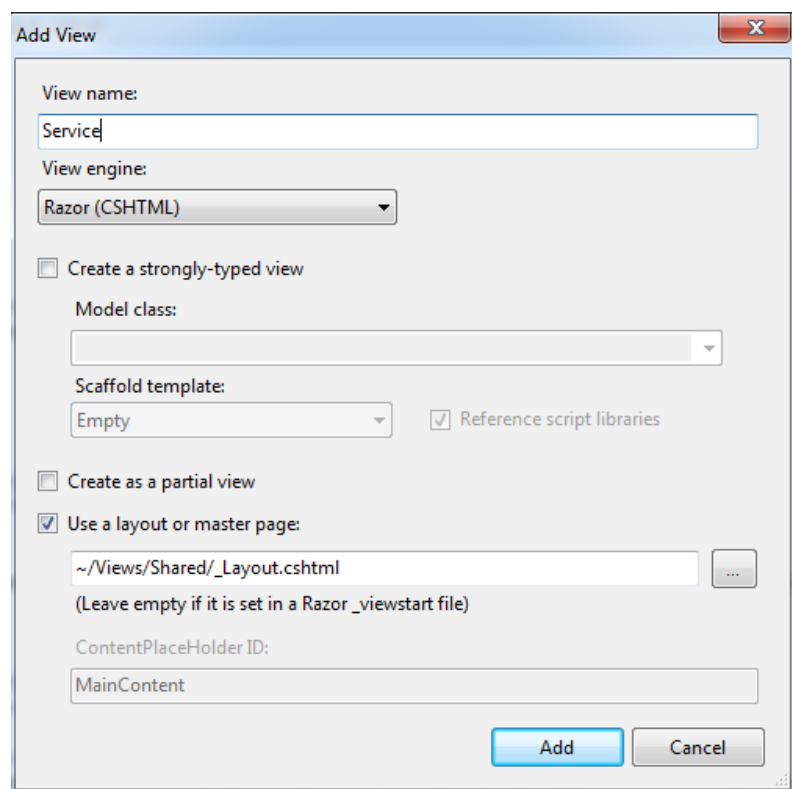 Add View
View name:
Service
View engine:
Razor (CSHTML)
Create a strongly-typed view
Model class:
Scaffold template:
Empty
Reference script libraries
Create as a partial view
Use a layout or master page:
~/Views/Shared/_Layout.cshtml
...
(Leave empty if it is set in a Razor _viewstart file)
ContentPlaceHolder ID:
MainContent
Add
Cancel